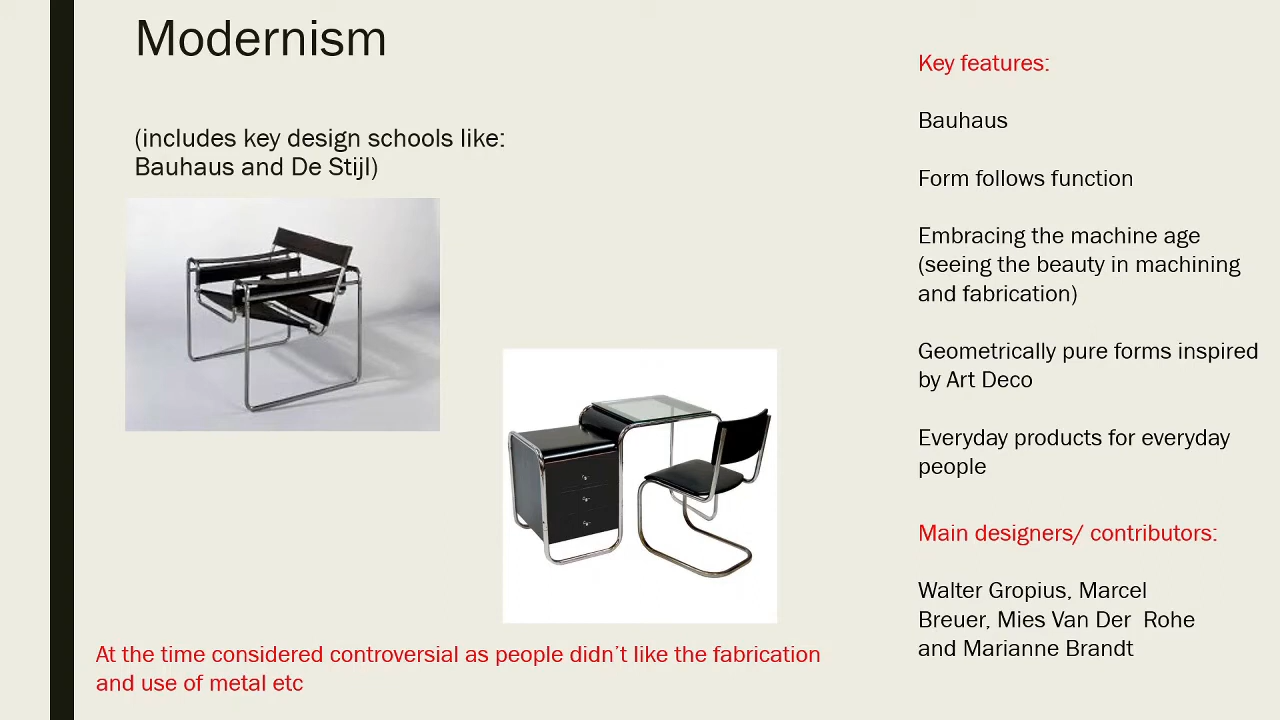 Modernism
(includes key design schools like:
Bauhaus and De Stijl)
At the time considered controversial as people didn’t like the fabrication
and use of metal etc
Key features:
Bauhaus
Form follows function
Embracing the machine age
(seeing the beauty in machining
and fabrication)
Geometrically pure forms inspired
by Art Deco
Everyday products for everyday
people
Main designers/ contributors:
Walter Gropius, Marcel
Breuer, Mies Van Der  Rohe
and Marianne Brandt